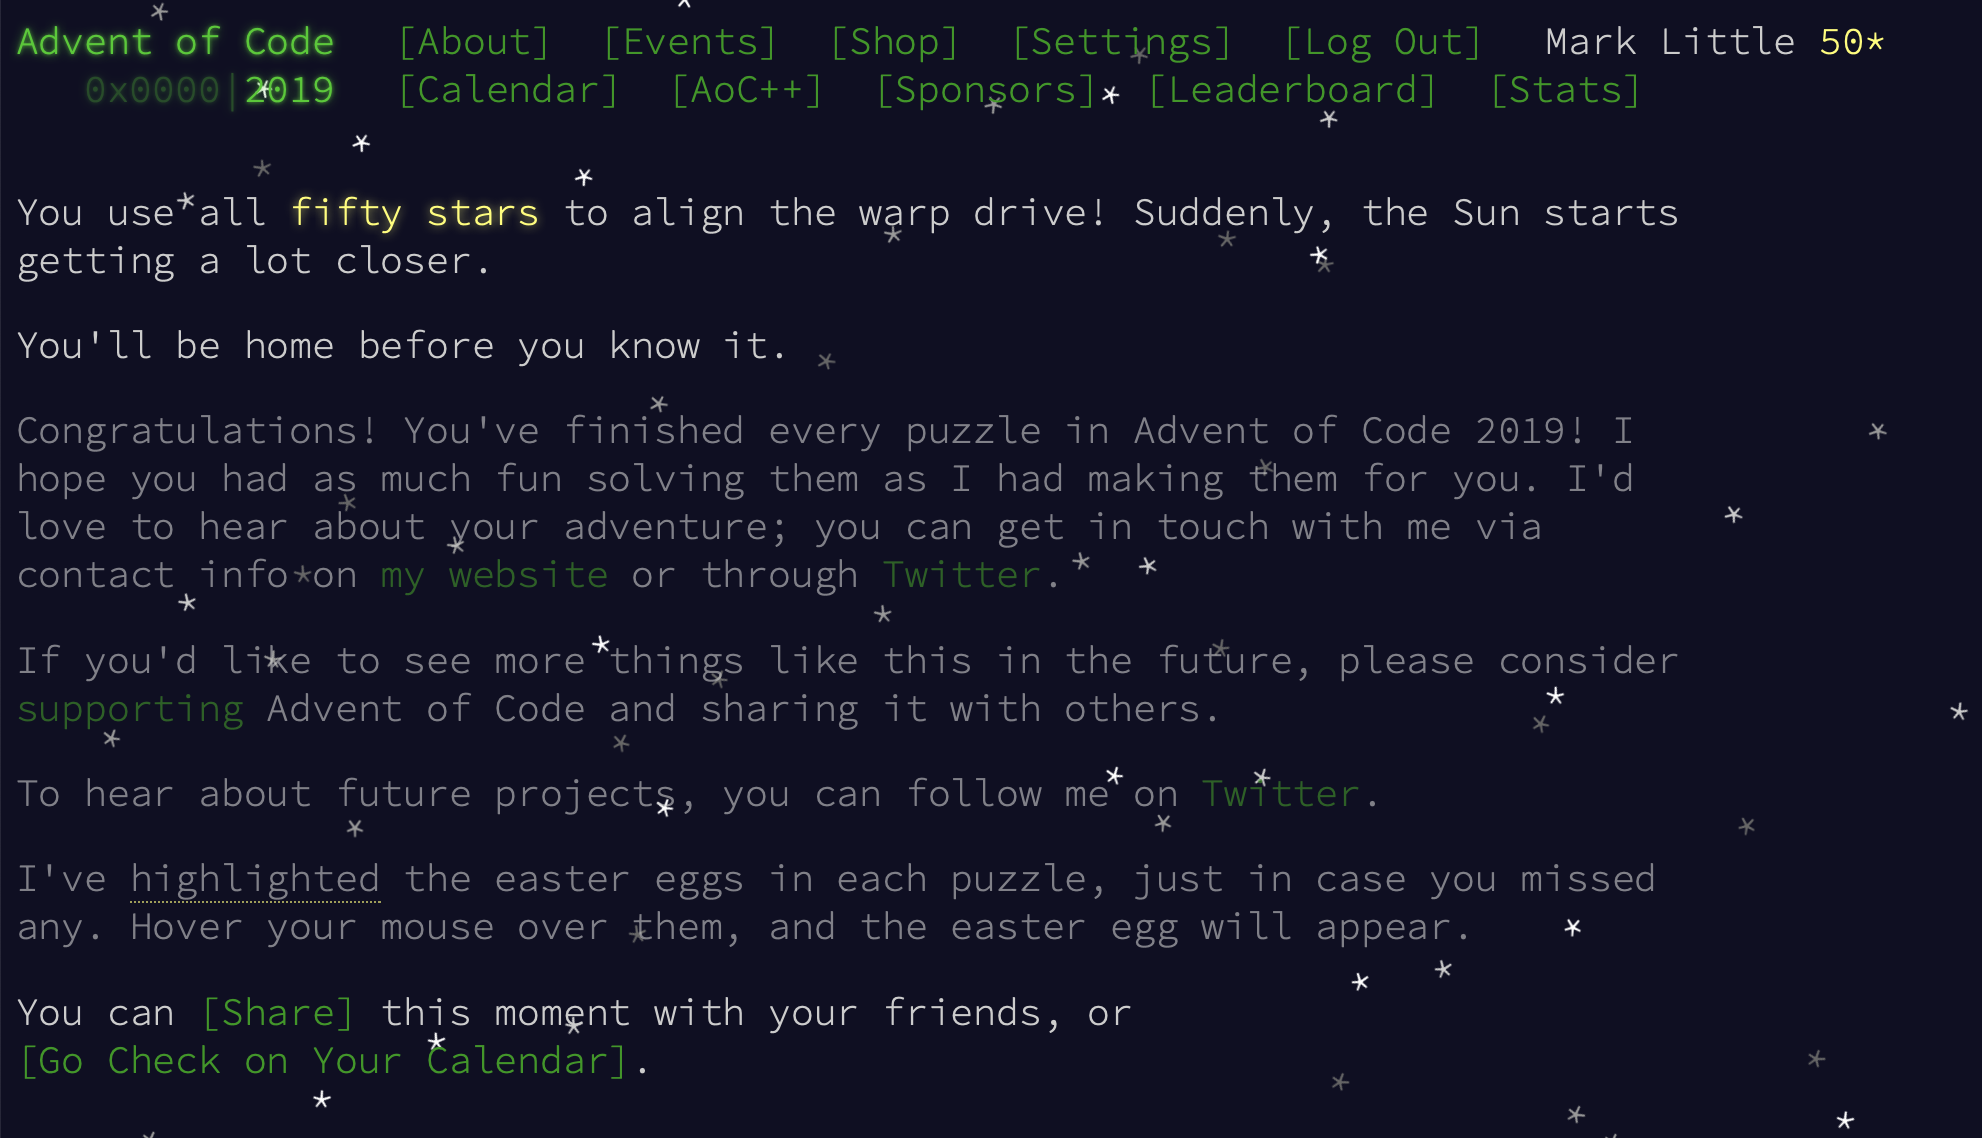 Advent of Code [About] [Events] [Shop] [Settings] [Log Out] Mark Little 50*
0x0000|2019 [Calendar] [AoC++] [Sponsors] [Leaderboard] [Stats]
You use all fifty stars to align the warp drive! Suddenly, the Sun starts
getting a lot closer.
You'll be home before you know it.
Congratulations! You've finished every puzzle in Advent of Code 2019! I
hope you had as much fun solving them as I had making them for you. I'd
love to hear about your adventure; you can get in touch with me via
contact info on my website or through Twitter.
If you'd like to see more things like this in the future, please consider
supporting Advent of Code and sharing it with others.
To hear about future projects, you can follow me on Twitter.
I've highlighted the easter eggs in each puzzle, just in case you missed
any. Hover your mouse over them, and the easter egg will appear.
You can [Share] this moment with your friends, or
[Go Check on Your Calendar].